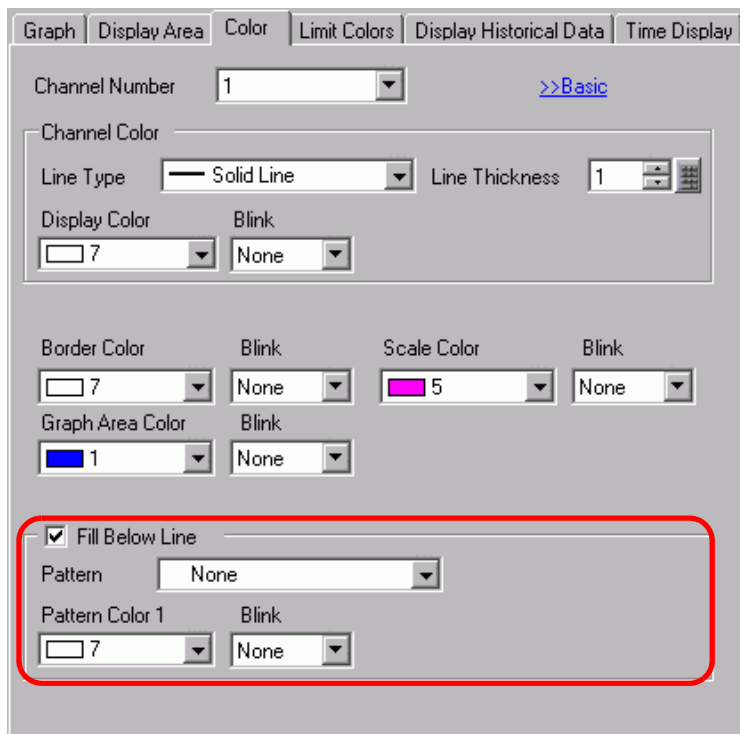 Graph Display Area Color Limit Colors Display Historical Data Time Display
Channel Number 1 >>Basic
Channel Color
Line Type Solid Line Line Thickness 1
Display Color Blink
7 None
Border Color Blink Scale Color Blink
7 None 5 None
Graph Area Color Blink
1 None
Fill Below Line
Pattern None
Pattern Color 1 Blink
7 None